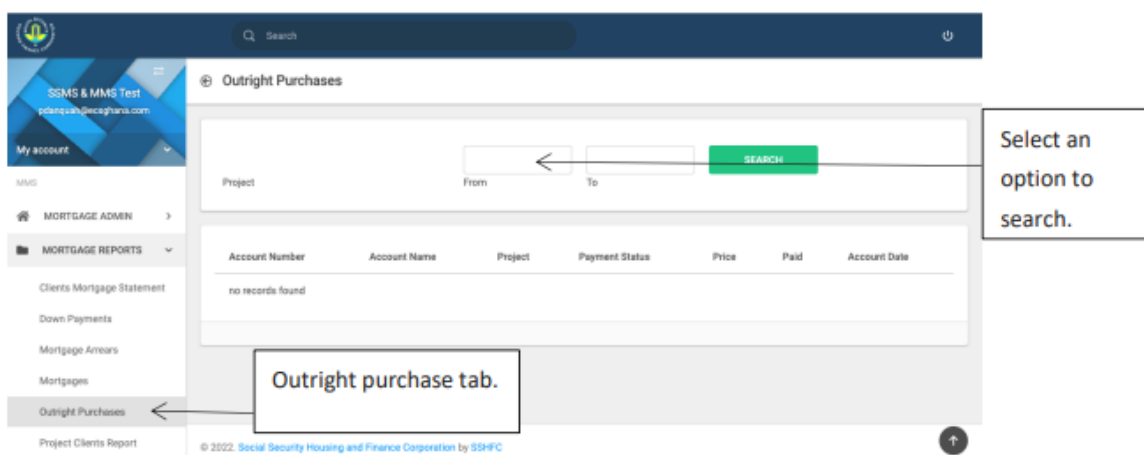 Search
SSMS & MMS Test
pdanquah@ecsghana.com
My account
MMS
MORTGAGE ADMIN
MORTGAGE REPORTS
Clients Mortgage Statement
Down Payments
Mortgage Arrears
Mortgages
Outright Purchases
Project Clients Report
Outright Purchases
Project
From
To
SEARCH
Account Number Account Name Project Payment Status Price Paid Account Date
no records found
© 2022. Social Security Housing and Finance Corporation by SSHFC
Select an
option to
search.
Outright purchase tab.